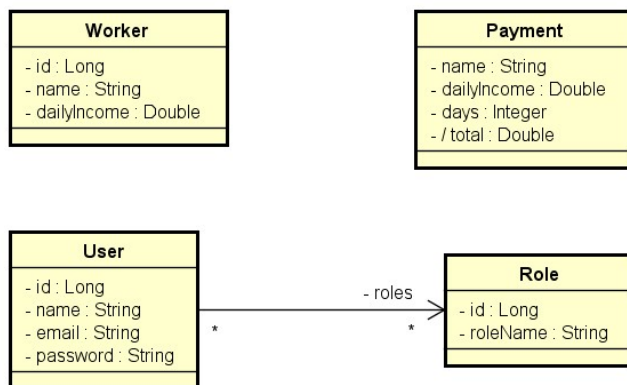 Worker
- id : Long
- name : String
- dailyIncome : Double
Payment
- name : String
- dailyIncome : Double
- days : Integer
- / total : Double
User
- id : Long
- name : String
- email : String
- password : String
- roles
*
*
Role
- id : Long
- roleName : String